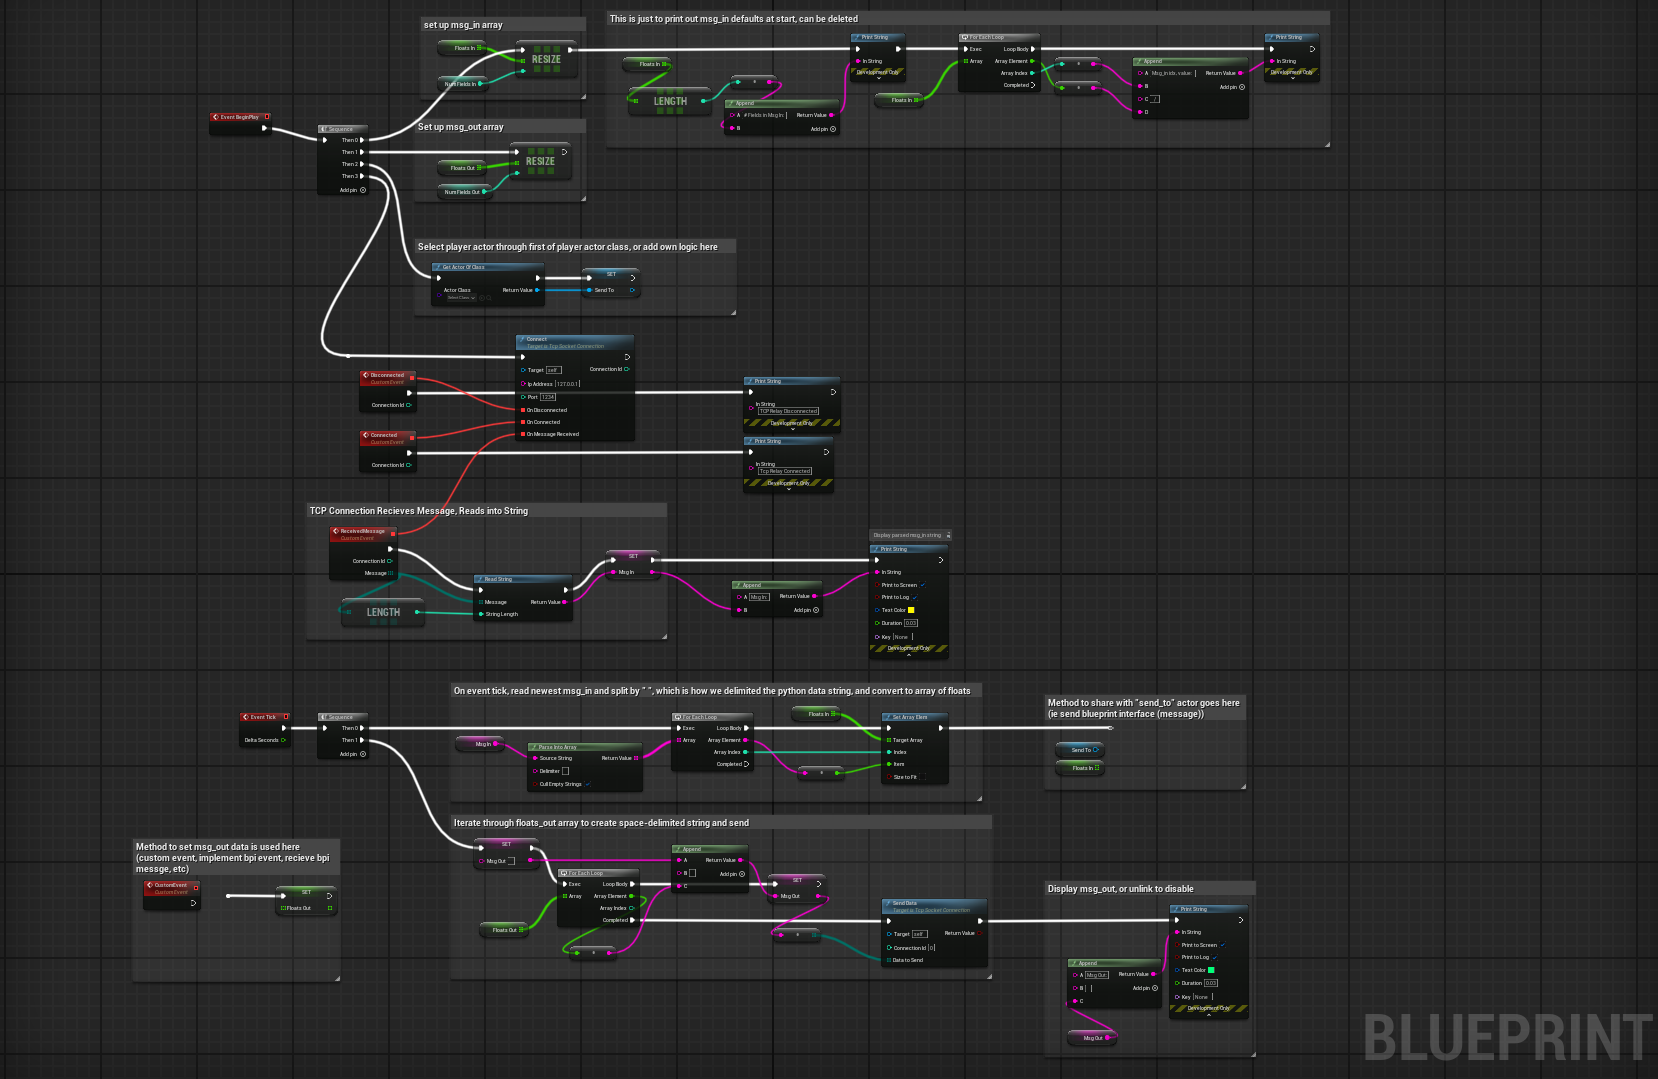 set up msg_in array
Floats In
Num Fields In
RESIZE
This is just to print out msg_in defaults at start, can be deleted
Floats In
LENGTH
Append
A # Fields in Msg In:
Return Value
B
Add pin
Print String
In String
Development Only
Floats In
For Each Loop
Exec
Loop Body
Array
Array Element
Array Index
Completed
Append
A Msg_in idx, value:
Return Value
B
Add pin
C /
D
Print String
In String
Development Only
Event BeginPlay
Sequence
Then 0
Then 1
Then 2
Then 3
Add pin
Set up msg_out array
Floats Out
Num Fields Out
RESIZE
Select player actor through first of player actor class, or add own logic here
Get Actor Of Class
Actor Class
Select Class
Return Value
SET
Send To
Connect
Target is Tcp Socket Connection
Target self
Connection Id
Ip Address 127.0.0.1
Port 1234
On Disconnected
On Connected
On Message Received
Disconnected
Custom Event
Connection Id
Connected
Custom Event
Connection Id
Print String
In String
TCP Relay Disconnected
Development Only
Print String
In String
Tcp Relay Connected
Development Only
TCP Connection Recieves Message, Reads into String
ReceivedMessage
Custom Event
Connection Id
Message
LENGTH
Read String
Message
Return Value
String Length
SET
Msg In
Append
A Msg In:
Return Value
B
Add pin
Display parsed msg_in string
Print String
In String
Print to Screen
Print to Log
Text Color
Duration 0.03
Key None
Development Only
On event tick, read newest msg_in and split by " ", which is how we delimited the python data string, and convert to array of floats
Event Tick
Delta Seconds
Sequence
Then 0
Then 1
Add pin
Msg In
Parse Into Array
Source String
Return Value
Delimiter
Cull Empty Strings
For Each Loop
Exec
Loop Body
Array
Array Element
Array Index
Completed
Floats In
Set Array Elem
Target Array
Index
Item
Size to Fit
Method to share with "send_to" actor goes here
(ie send blueprint interface (message))
Send To
Floats In
Iterate through floats_out array to create space-delimited string and send
SET
Msg Out
For Each Loop
Exec
Loop Body
Array
Array Element
Array Index
Completed
Floats Out
Append
A
Return Value
B
Add pin
C
SET
Msg Out
Send Data
Target is Tcp Socket Connection
Target self
Return Value
Connection Id 0
Data to Send
Method to set msg_out data is used here
(custom event, implement bpi event, recieve bpi
messge, etc)
CustomEvent
Custom Event
SET
Floats Out
Display msg_out, or unlink to disable
Append
A Msg Out:
Return Value
B
Add pin
C
Msg Out
Print String
In String
Print to Screen
Print to Log
Text Color
Duration 0.03
Key None
Development Only
BLUEPRINT